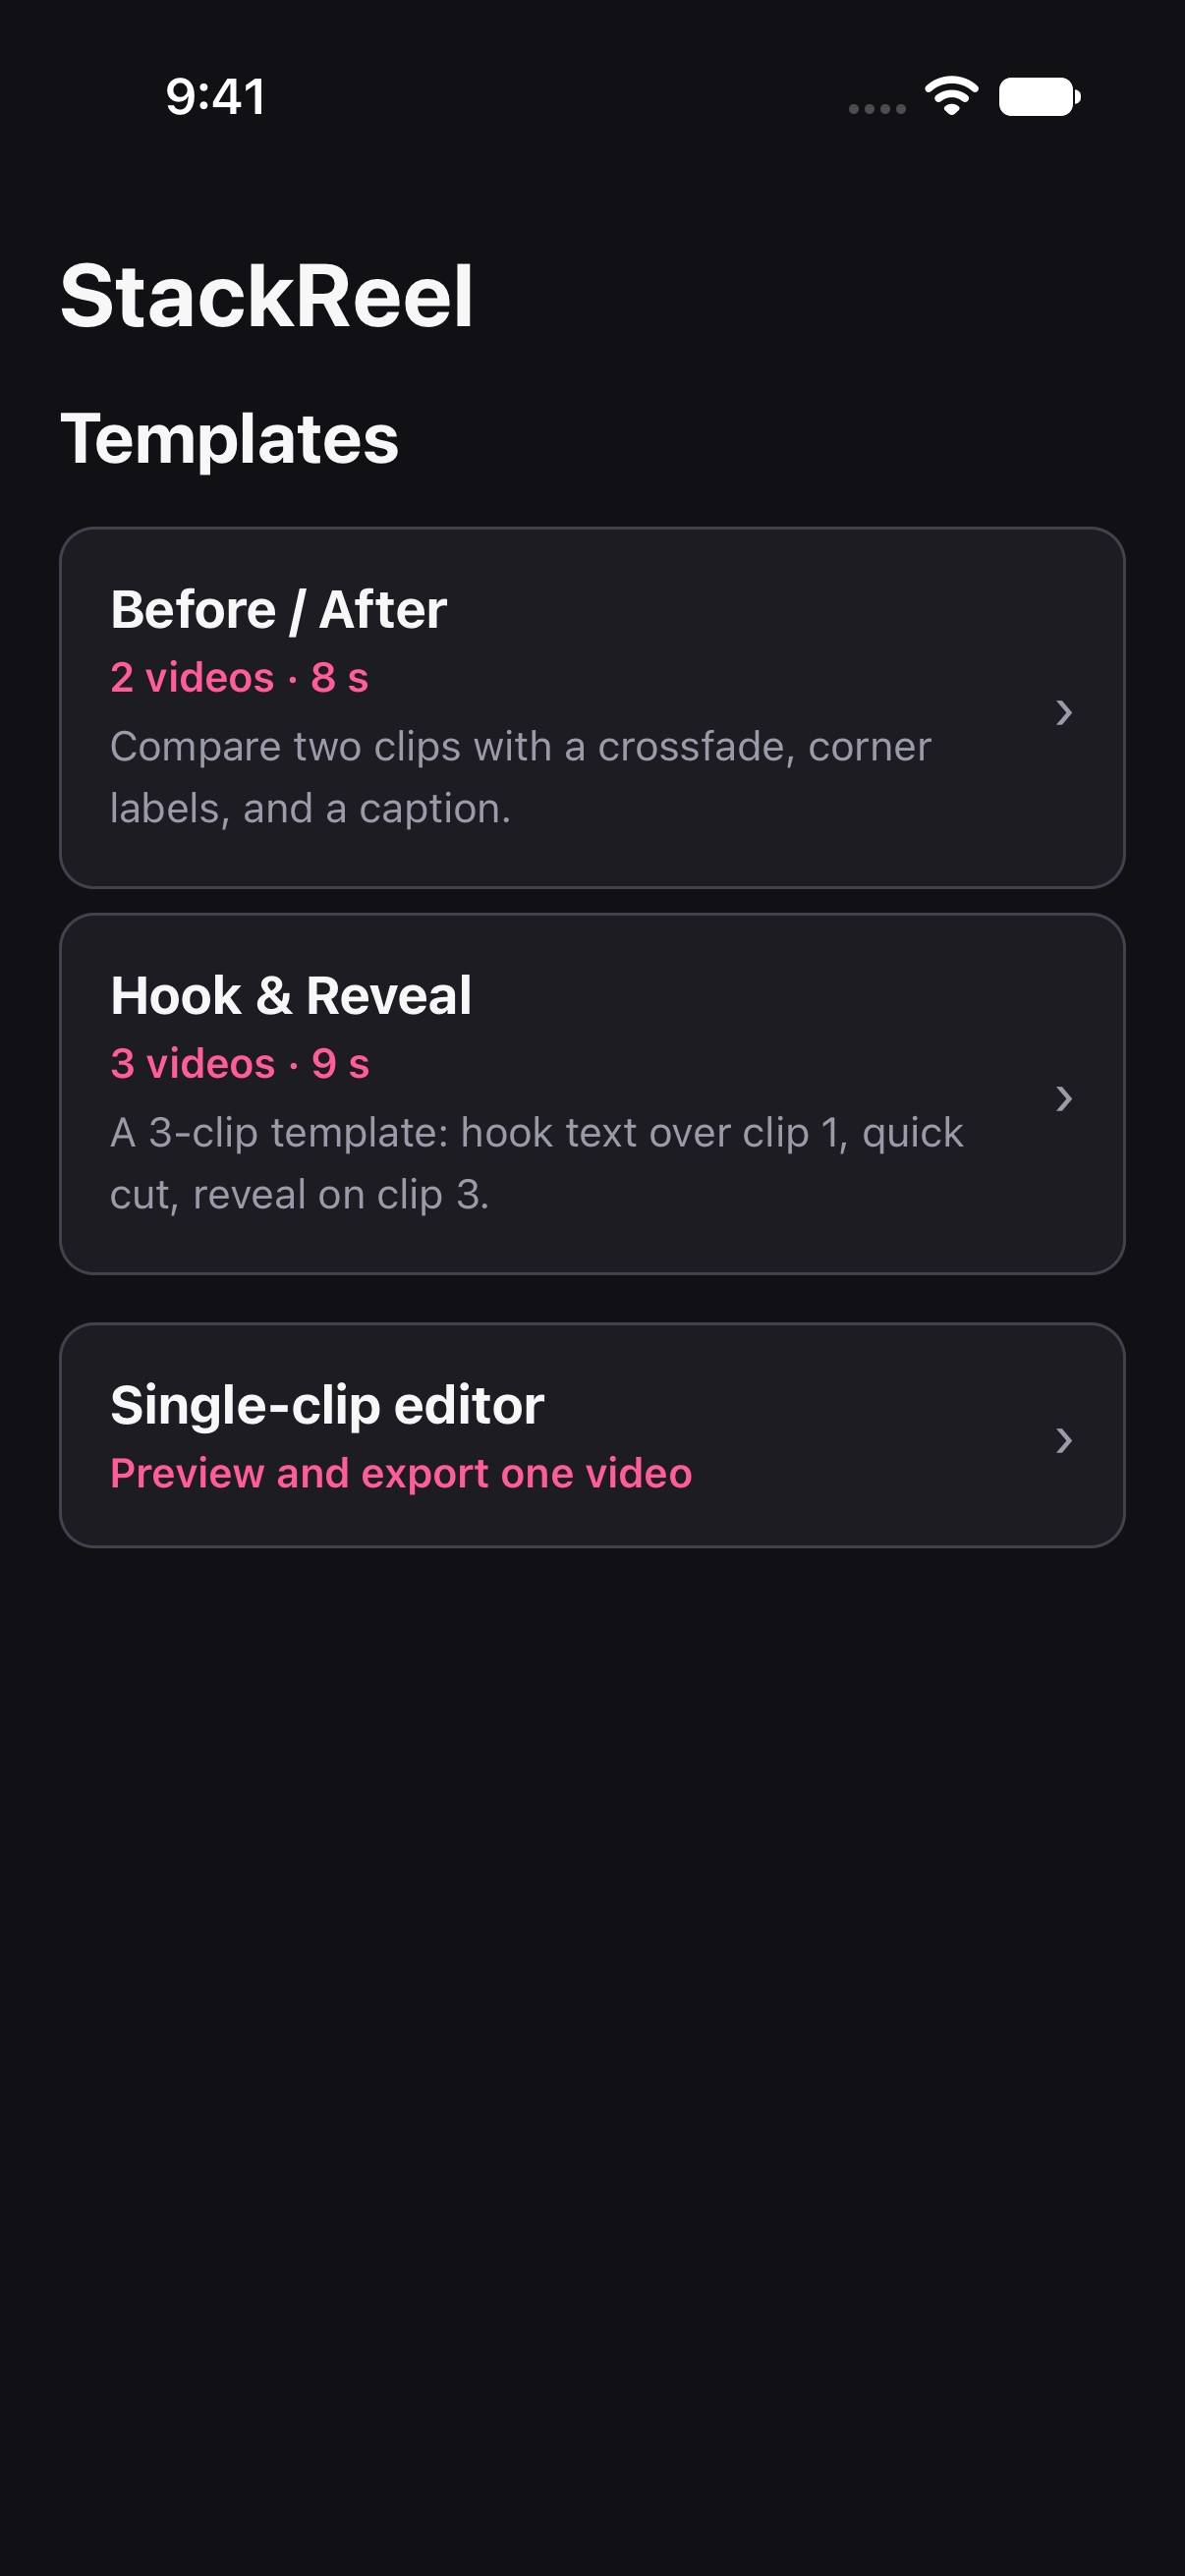 9:41
StackReel
Templates
Before / After
2 videos · 8 s
Compare two clips with a crossfade, corner
labels, and a caption.
Hook & Reveal
3 videos · 9 s
A 3-clip template: hook text over clip 1, quick
cut, reveal on clip 3.
Single-clip editor
Preview and export one video